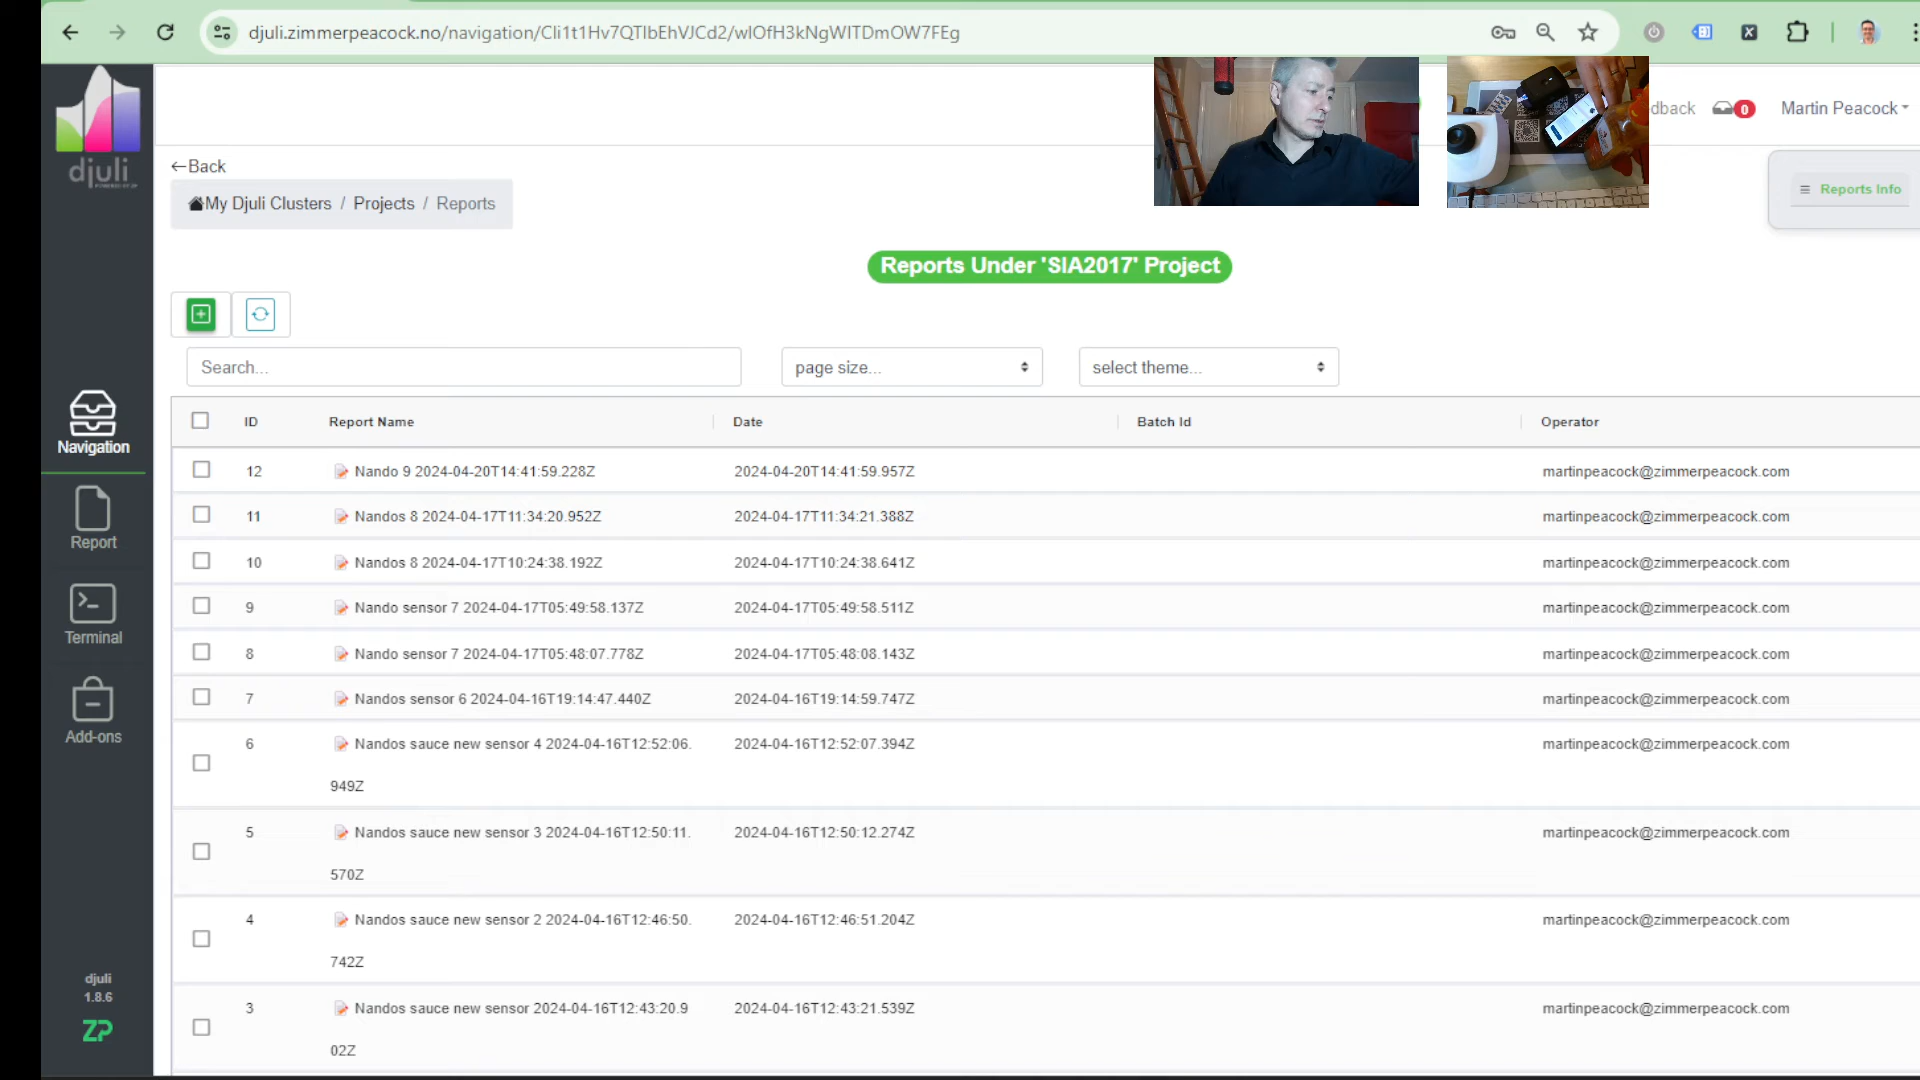 djuli.zimmerpeacock.no/navigation/Cli1t1Hv7QTlbEhVJCd2/wlOfH3kNgWlTDmOW7FEg
djuli
dback
0
Martin Peacock
←Back
My Djuli Clusters / Projects / Reports
Reports Info
Reports Under 'SIA2017' Project
Search...
page size...
select theme...
ID Report Name Date Batch Id Operator
12 Nando 9 2024-04-20T14:41:59.228Z 2024-04-20T14:41:59.957Z martinpeacock@zimmerpeacock.com
11 Nandos 8 2024-04-17T11:34:20.952Z 2024-04-17T11:34:21.388Z martinpeacock@zimmerpeacock.com
10 Nandos 8 2024-04-17T10:24:38.192Z 2024-04-17T10:24:38.641Z martinpeacock@zimmerpeacock.com
9 Nando sensor 7 2024-04-17T05:49:58.137Z 2024-04-17T05:49:58.511Z martinpeacock@zimmerpeacock.com
8 Nando sensor 7 2024-04-17T05:48:07.778Z 2024-04-17T05:48:08.143Z martinpeacock@zimmerpeacock.com
7 Nandos sensor 6 2024-04-16T19:14:47.440Z 2024-04-16T19:14:59.747Z martinpeacock@zimmerpeacock.com
6 Nandos sauce new sensor 4 2024-04-16T12:52:06. 2024-04-16T12:52:07.394Z martinpeacock@zimmerpeacock.com
949Z
5 Nandos sauce new sensor 3 2024-04-16T12:50:11. 2024-04-16T12:50:12.274Z martinpeacock@zimmerpeacock.com
570Z
4 Nandos sauce new sensor 2 2024-04-16T12:46:50. 2024-04-16T12:46:51.204Z martinpeacock@zimmerpeacock.com
742Z
3 Nandos sauce new sensor 2024-04-16T12:43:20.9 2024-04-16T12:43:21.539Z martinpeacock@zimmerpeacock.com
02Z
Navigation
Report
Terminal
Add-ons
djuli
1.8.6
ZP